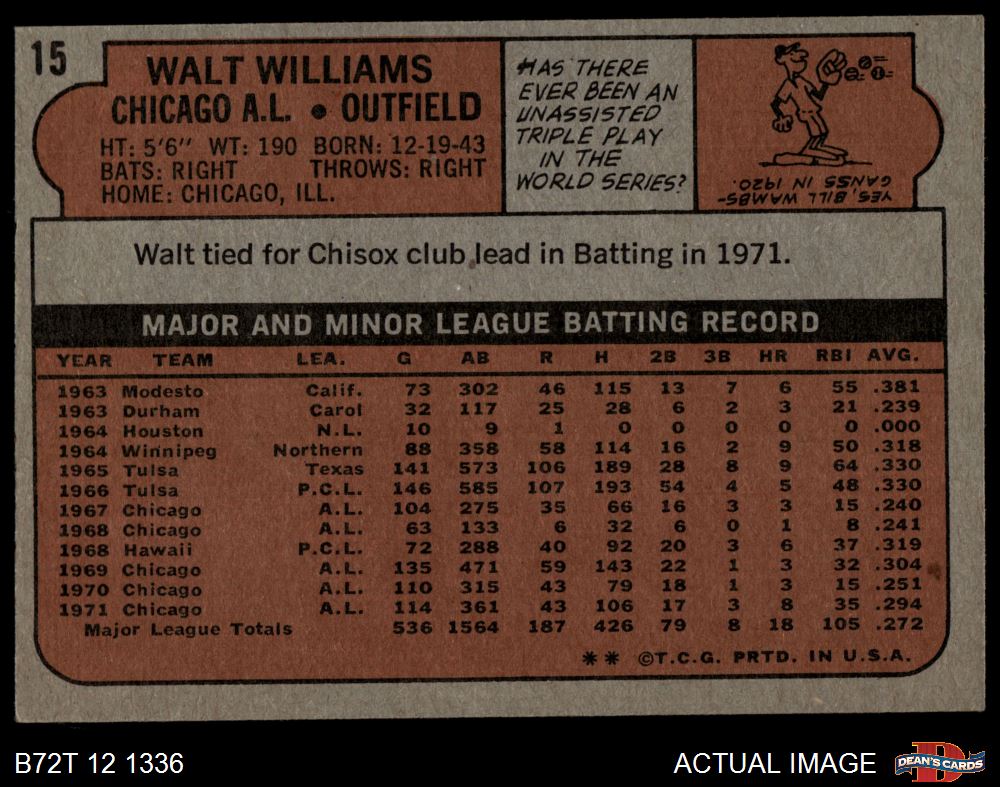 15
WALT WILLIAMS
CHICAGO A.L. • OUTFIELD
HT: 5'6" WT: 190 BORN: 12-19-43
BATS: RIGHT THROWS: RIGHT
HOME: CHICAGO, ILL.
HAS THERE
EVER BEEN AN
UNASSISTED
TRIPLE PLAY
IN THE
WORLD SERIES?
YES, BILL WAMBS-
GANSS IN 1920.
Walt tied for Chisox club lead in Batting in 1971.
MAJOR AND MINOR LEAGUE BATTING RECORD
YEAR TEAM LEA. G AB R H 2B 3B HR RBI AVG.
1963 Modesto Calif. 73 302 46 115 13 7 6 55 .381
1963 Durham Carol 32 117 25 28 6 2 3 21 .239
1964 Houston N.L. 10 9 1 0 0 0 0 0 .000
1964 Winnipeg Northern 88 358 58 114 16 2 9 50 .318
1965 Tulsa Texas 141 573 106 189 28 8 9 64 .330
1966 Tulsa P.C.L. 146 585 107 193 54 4 5 48 .330
1967 Chicago A.L. 104 275 35 66 16 3 3 15 .240
1968 Chicago A.L. 63 133 6 32 6 0 1 8 .241
1968 Hawaii P.C.L. 72 288 40 92 20 3 6 37 .319
1969 Chicago A.L. 135 471 59 143 22 1 3 32 .304
1970 Chicago A.L. 110 315 43 79 18 1 3 15 .251
1971 Chicago A.L. 114 361 43 106 17 3 8 35 .294
Major League Totals 536 1564 187 426 79 8 18 105 .272
** ©T.C.G. PRTD. IN U.S.A.
B72T 12 1336
ACTUAL IMAGE
DEAN'S CARDS